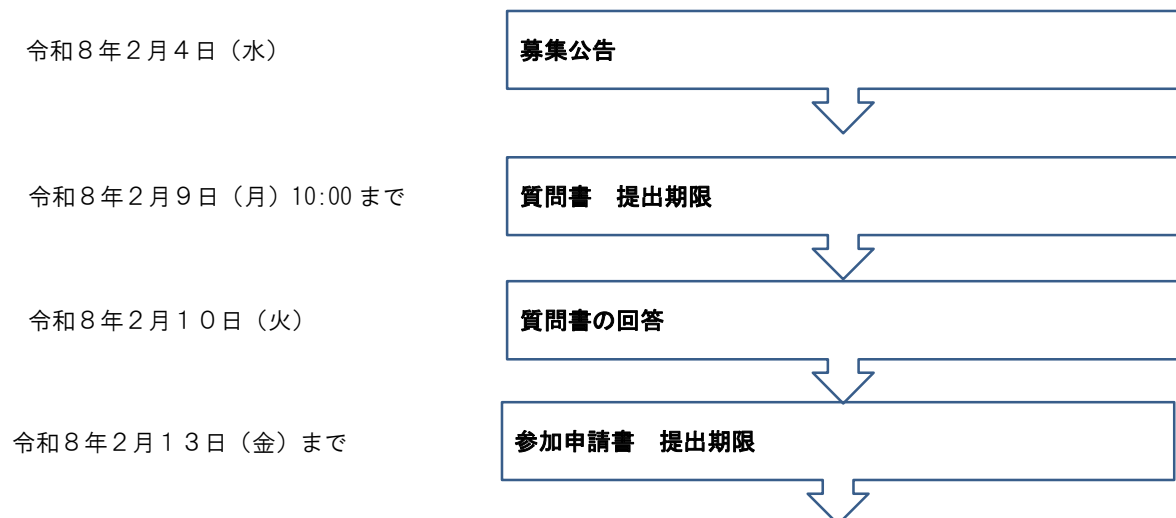 令和８年２月４日（水）　募集公告
令和８年２月９日（月）10:00 まで　質問書　提出期限
令和８年２月１０日（火）　質問書の回答
令和８年２月１３日（金）まで　参加申請書　提出期限